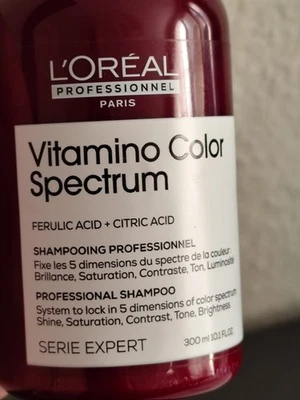 L'ORÉAL
PROFESSIONNEL
PARIS
Vitamino Color
Spectrum
FERULIC ACID + CITRIC ACID
SHAMPOOING PROFESSIONNEL
Fixe les 5 dimensions du spectre de la couleur
Brillance, Saturation, Contraste, Ton, Luminosité
PROFESSIONAL SHAMPOO
System to lock in 5 dimensions of color spectrum
Shine, Saturation, Contrast, Tone, Brightness
SERIE EXPERT
300 ml 10.1 FL.OZ